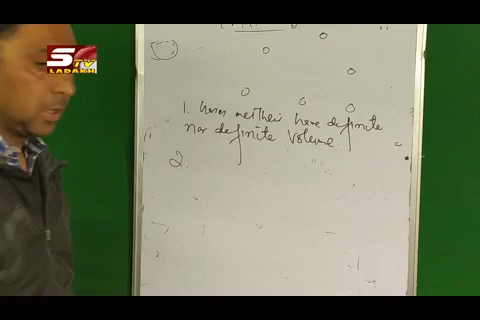 STV
LADAKH
1. Gases neither have definite
nor definite Volume.
2.